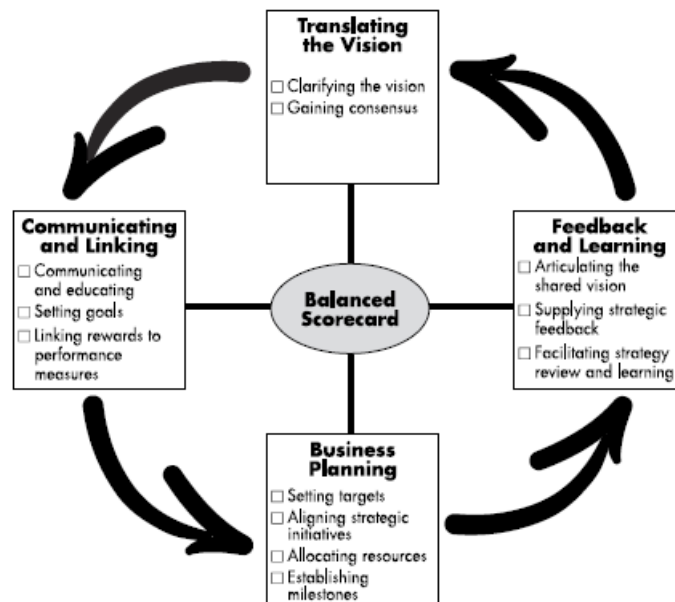 Translating
the Vision
☐ Clarifying the vision
☐ Gaining consensus
Communicating
and Linking
☐ Communicating
and educating
☐ Setting goals
☐ Linking rewards to
performance
measures
Balanced
Scorecard
Feedback
and Learning
☐ Articulating the
shared vision
☐ Supplying strategic
feedback
☐ Facilitating strategy
review and learning
Business
Planning
☐ Setting targets
☐ Aligning strategic
initiatives
☐ Allocating resources
☐ Establishing
milestones